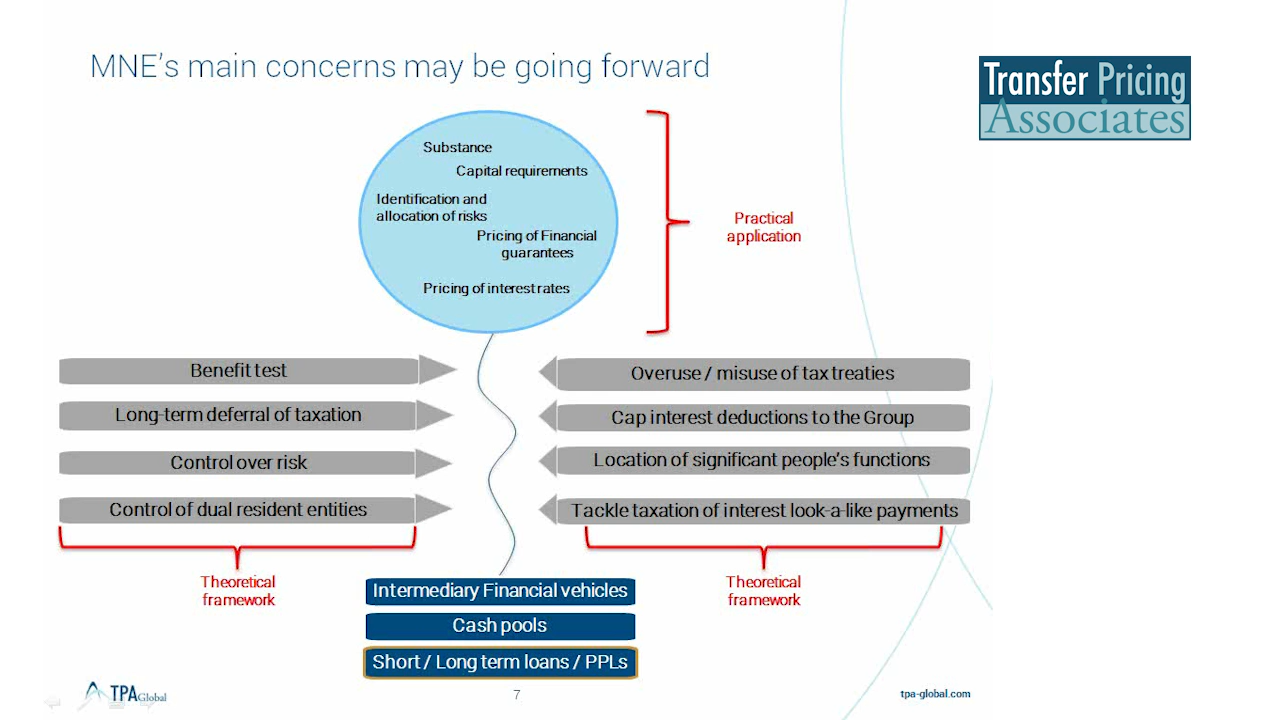 MNE's main concerns may be going forward
Transfer Pricing
Associates
Substance
Capital requirements
Identification and
allocation of risks
Pricing of Financial
guarantees
Pricing of interest rates
Practical
application
Benefit test
Long-term deferral of taxation
Control over risk
Control of dual resident entities
Overuse / misuse of tax treaties
Cap interest deductions to the Group
Location of significant people's functions
Tackle taxation of interest look-a-like payments
Theoretical
framework
Theoretical
framework
Intermediary Financial vehicles
Cash pools
Short / Long term loans / PPLs
TPA Global
7
tpa-global.com